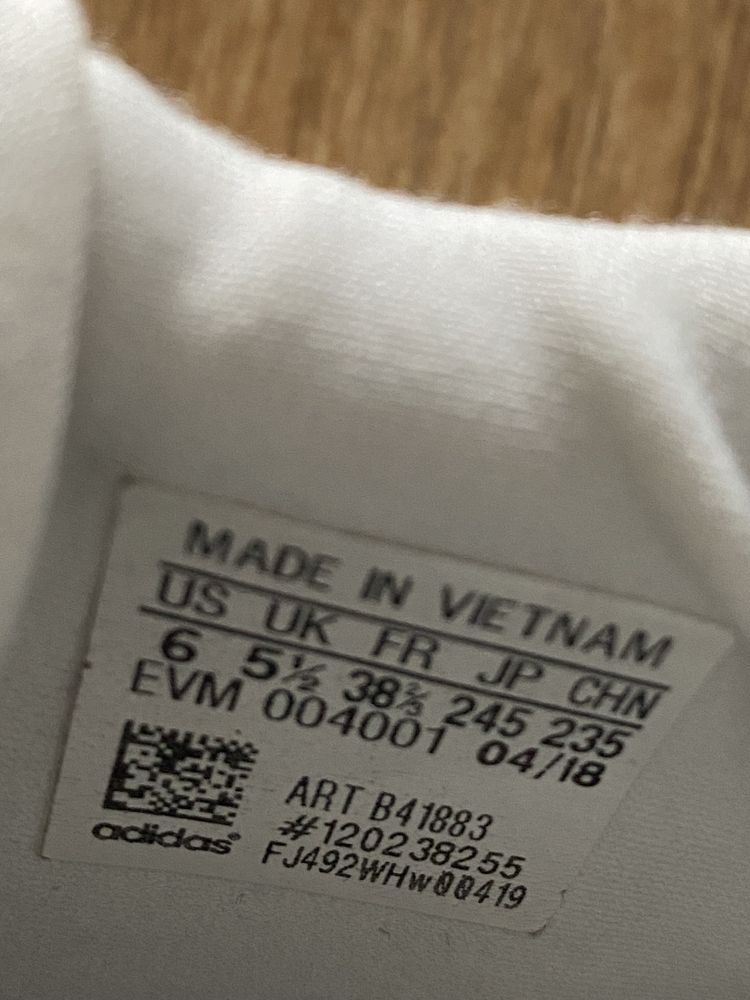 MADE IN VIETNAM
US UK FR JP CHN
6 5½ 38⅔ 245 235
EVM 004001 04/18
ART B41883
#120238255
adidas®